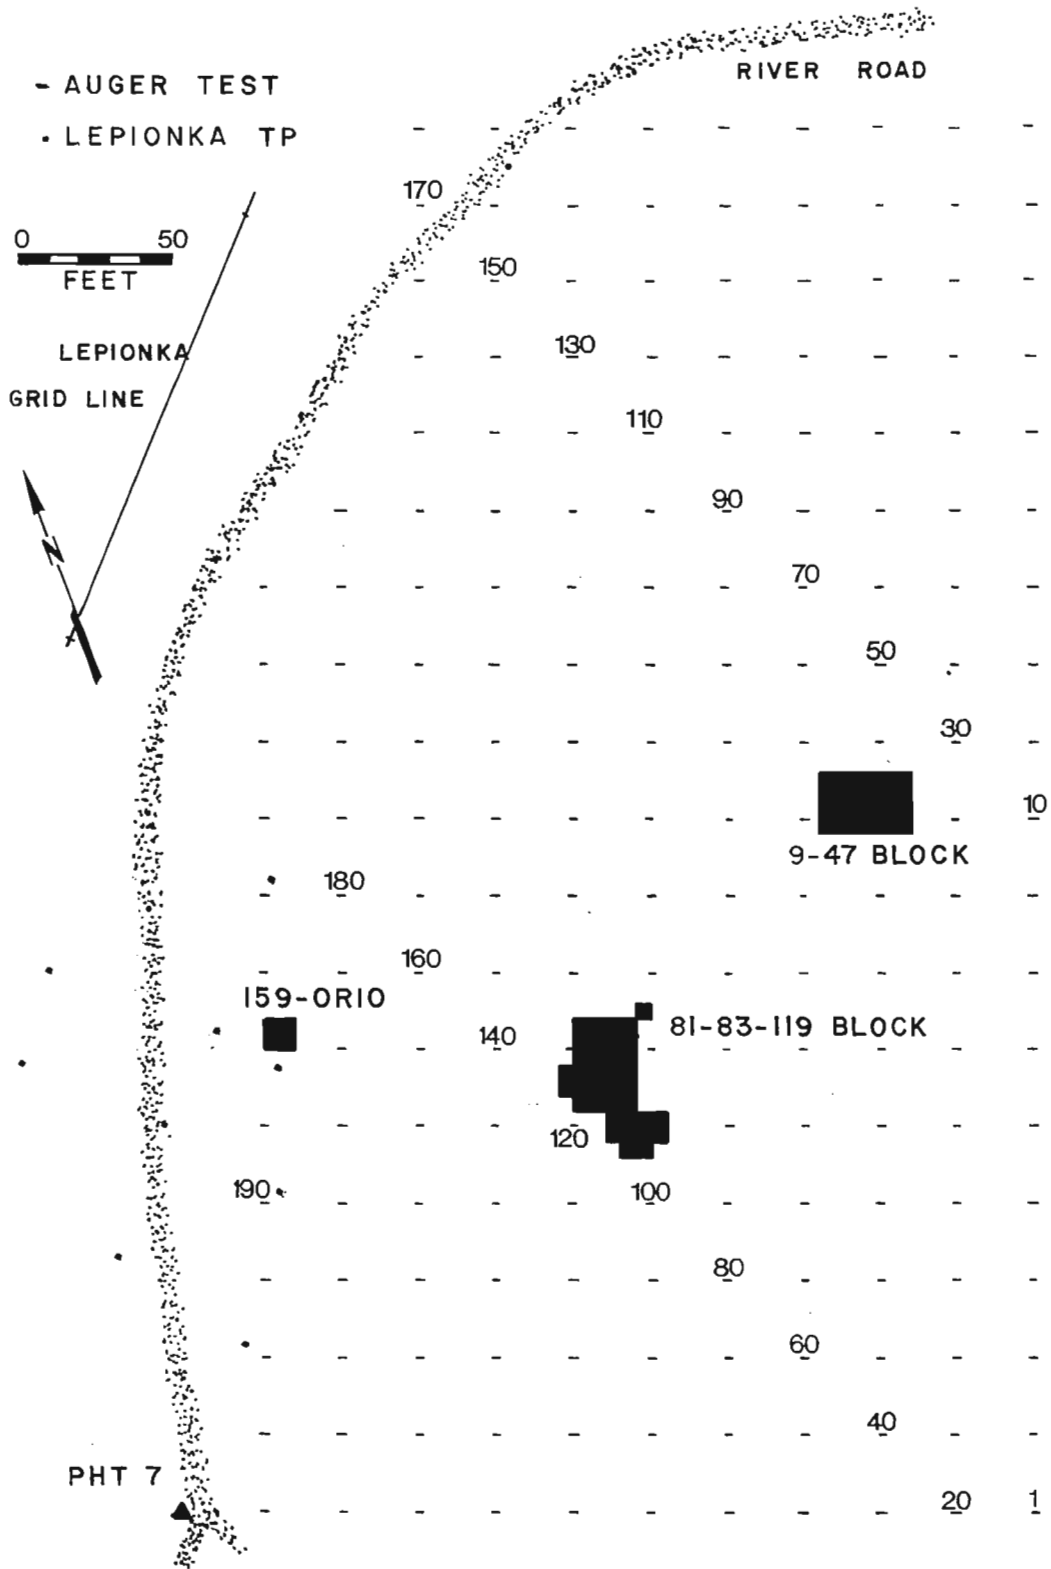 RIVER ROAD
- AUGER TEST
. LEPIONKA TP
170
0 50
FEET
150
130
LEPIONKA
GRID LINE
110
90
N
70
50
30
10
9-47 BLOCK
180
160
159-ORIO
140
81-83-119 BLOCK
120
190
100
80
60
40
PHT 7
20 1